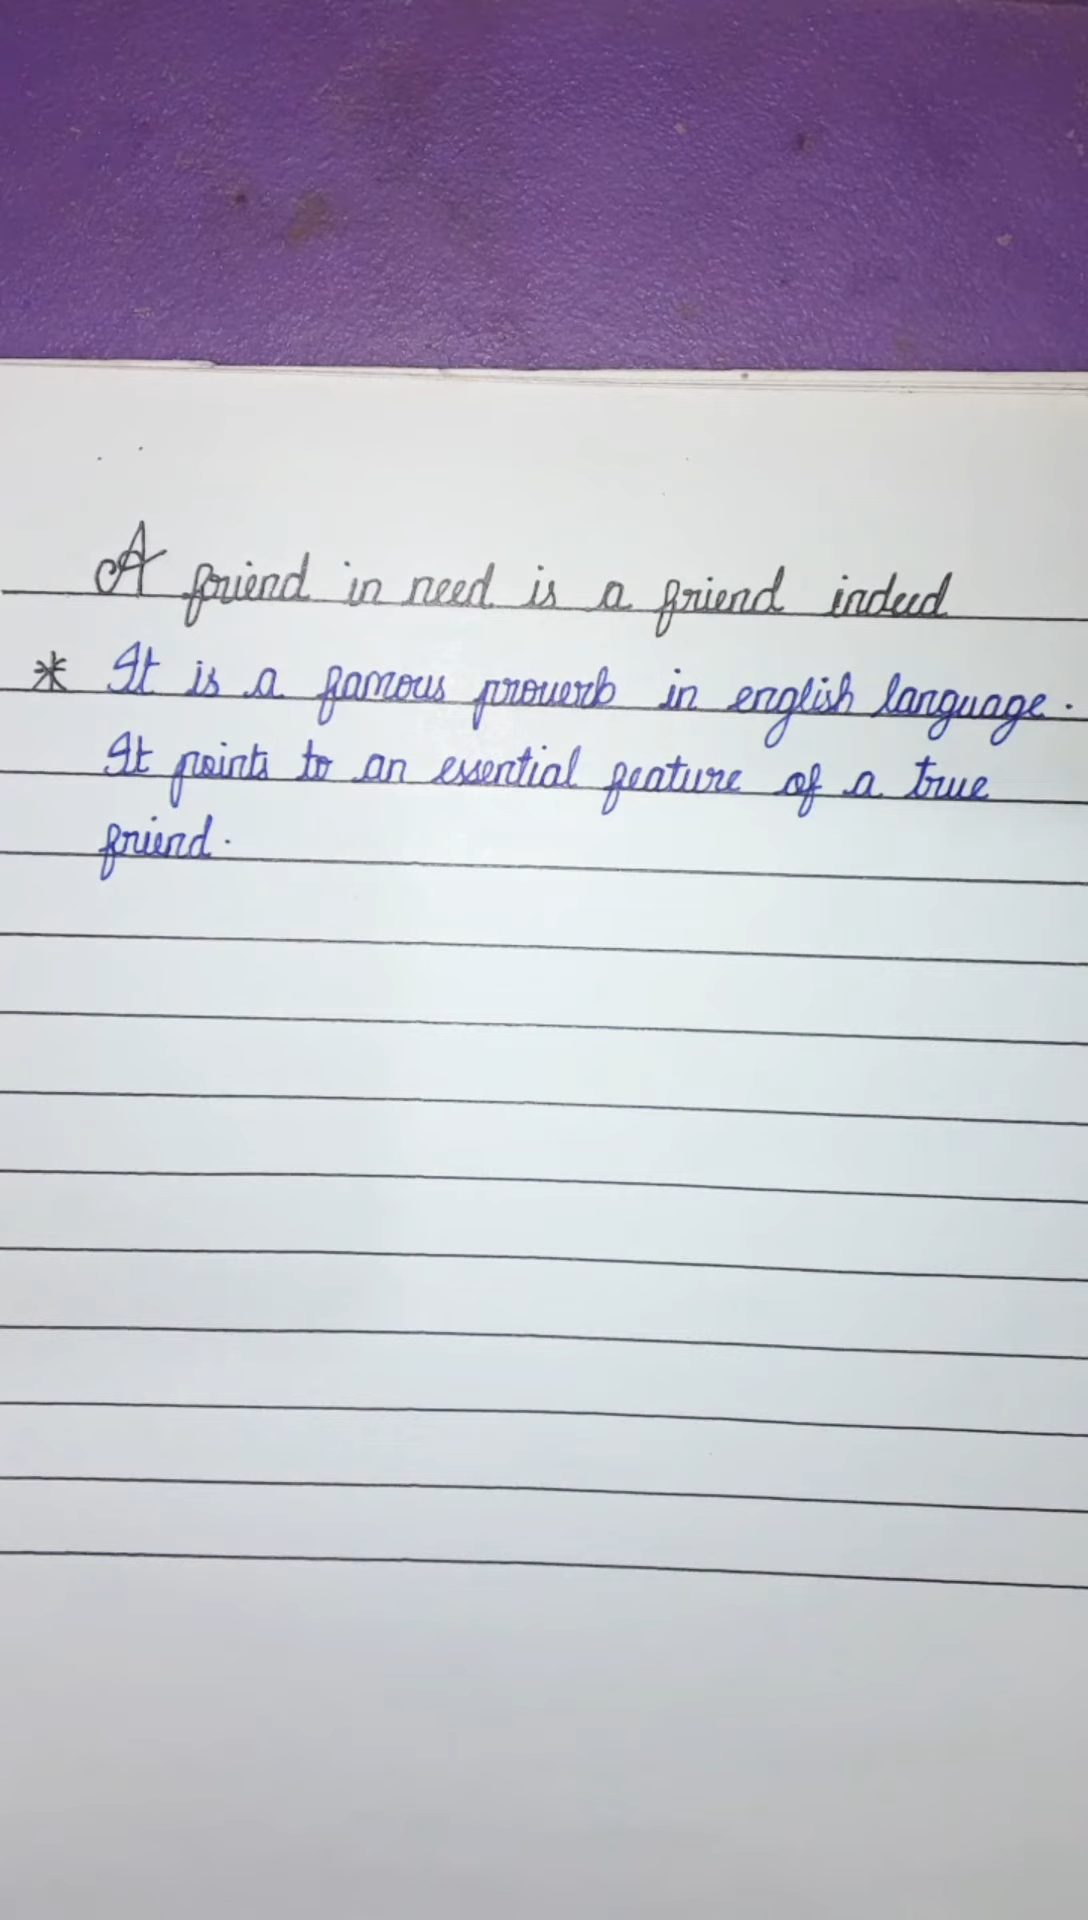 A friend in need is a friend indeed
* It is a famous proverb in english language.
It points to an essential feature of a true
friend.